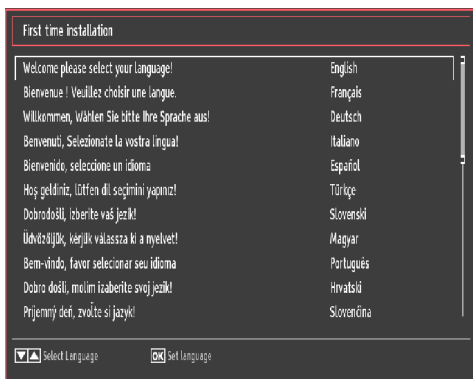 First time installation
Welcome please select your language! English
Bienvenue ! Veuillez choisir une langue. Français
Willkommen, Wählen Sie bitte Ihre Sprache aus! Deutsch
Benvenuti, Selezionate la vostra lingua! Italiano
Bienvenido, seleccione un idioma Español
Hoş geldiniz, lütfen dil seçimini yapınız! Türkçe
Dobrodošli, izberite vaš jezik! Slovenski
Üdvözöljük, kérjük válassza ki a nyelvet! Magyar
Bem-vindo, favor selecionar seu idioma Português
Dobro došli, molim izaberite svoj jezik! Hrvatski
Príjemný deň, zvoľte si jazyk! Slovenčina
Select Language OK Set language